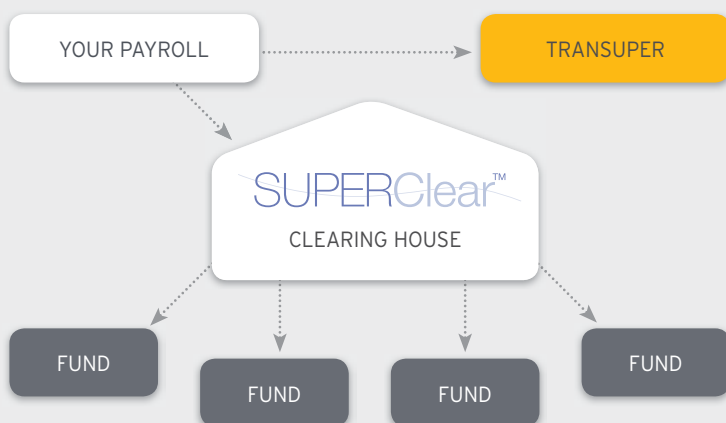 YOUR PAYROLL
TRANSUPER
SUPERClear™
CLEARING HOUSE
FUND
FUND
FUND
FUND